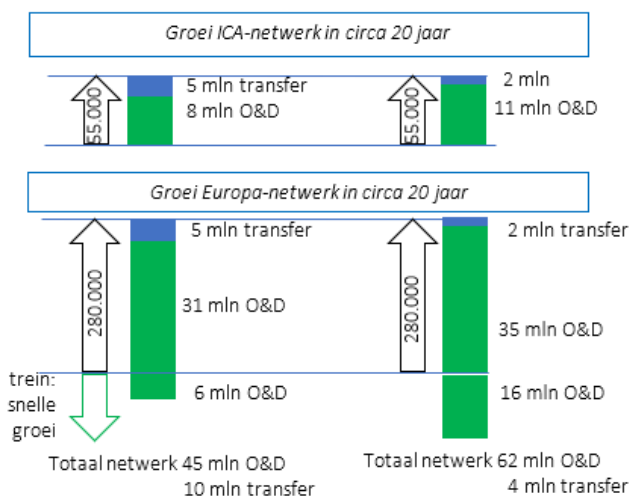 Groei ICA-netwerk in circa 20 jaar
55.000
5 mln transfer
8 mln O&D
55.000
2 mln
11 mln O&D
Groei Europa-netwerk in circa 20 jaar
280.000
5 mln transfer
31 mln O&D
6 mln O&D
trein:
snelle
groei
280.000
2 mln transfer
35 mln O&D
16 mln O&D
Totaal netwerk 45 mln O&D
10 mln transfer
Totaal netwerk 62 mln O&D
4 mln transfer